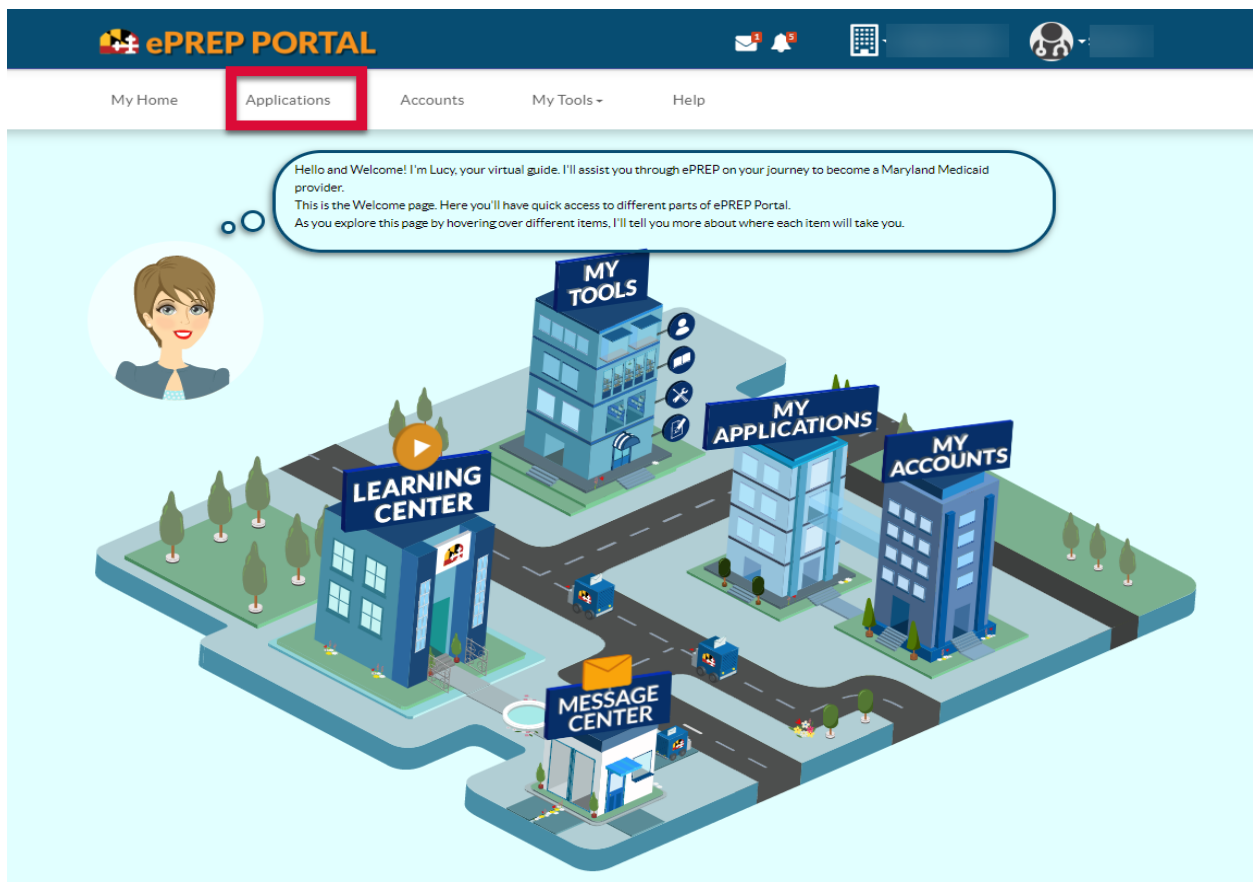 ePREP PORTAL
1
5
My Home
Applications
Accounts
My Tools
Help
Hello and Welcome! I'm Lucy, your virtual guide. I'll assist you through ePREP on your journey to become a Maryland Medicaid
provider.
This is the Welcome page. Here you'll have quick access to different parts of ePREP Portal.
As you explore this page by hovering over different items, I'll tell you more about where each item will take you.
MY
TOOLS
MY
APPLICATIONS
MY
ACCOUNTS
LEARNING
CENTER
MESSAGE
CENTER